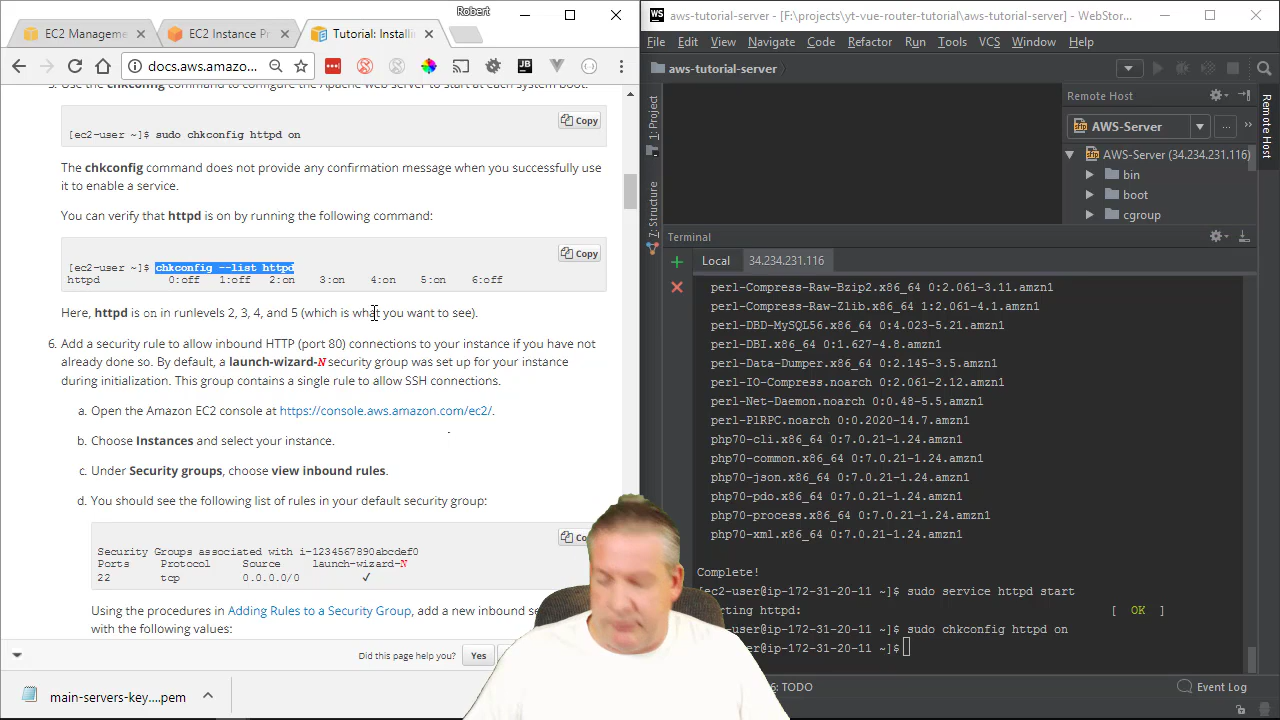 Robert
EC2 Manageme
EC2 Instance Pr
Tutorial: Installin
docs.aws.amazo...
[ec2-user ~]$ sudo chkconfig httpd on
Copy
The chkconfig command does not provide any confirmation message when you successfully use
it to enable a service.
You can verify that httpd is on by running the following command:
Copy
[ec2-user ~]$ chkconfig --list httpd
httpd 0:off 1:off 2:on 3:on 4:on 5:on 6:off
Here, httpd is on in runlevels 2, 3, 4, and 5 (which is what you want to see).
6. Add a security rule to allow inbound HTTP (port 80) connections to your instance if you have not
already done so. By default, a launch-wizard-N security group was set up for your instance
during initialization. This group contains a single rule to allow SSH connections.
a. Open the Amazon EC2 console at https://console.aws.amazon.com/ec2/.
b. Choose Instances and select your instance.
c. Under Security groups, choose view inbound rules.
d. You should see the following list of rules in your default security group:
Security Groups associated with i-1234567890abcdef0
Ports Protocol Source launch-wizard-N
22 tcp 0.0.0.0/0 ✓
Using the procedures in Adding Rules to a Security Group, add a new inbound se
with the following values:
Did this page help you? Yes
main-servers-key....pem
WS aws-tutorial-server - [F:\projects\yt-vue-router-tutorial\aws-tutorial-server] - WebStor...
File Edit View Navigate Code Refactor Run Tools VCS Window Help
aws-tutorial-server
1: Project
7: Structure
Remote Host
AWS-Server
AWS-Server (34.234.231.116)
bin
boot
cgroup
Remote Host
Terminal
Local 34.234.231.116
perl-Compress-Raw-Bzip2.x86_64 0:2.061-3.11.amzn1
perl-Compress-Raw-Zlib.x86_64 1:2.061-4.1.amzn1
perl-DBD-MySQL56.x86_64 0:4.023-5.21.amzn1
perl-DBI.x86_64 0:1.627-4.8.amzn1
perl-Data-Dumper.x86_64 0:2.145-3.5.amzn1
perl-IO-Compress.noarch 0:2.061-2.12.amzn1
perl-Net-Daemon.noarch 0:0.48-5.5.amzn1
perl-PlRPC.noarch 0:0.2020-14.7.amzn1
php70-cli.x86_64 0:7.0.21-1.24.amzn1
php70-common.x86_64 0:7.0.21-1.24.amzn1
php70-json.x86_64 0:7.0.21-1.24.amzn1
php70-pdo.x86_64 0:7.0.21-1.24.amzn1
php70-process.x86_64 0:7.0.21-1.24.amzn1
php70-xml.x86_64 0:7.0.21-1.24.amzn1
Complete!
[ec2-user@ip-172-31-20-11 ~]$ sudo service httpd start
rting httpd: [ OK ]
-user@ip-172-31-20-11 ~]$ sudo chkconfig httpd on
-user@ip-172-31-20-11 ~]$
6: TODO
Event Log